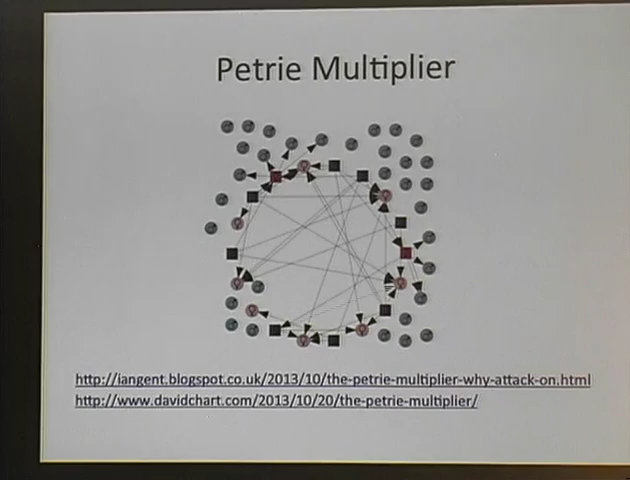 Petrie Multiplier
http://iangent.blogspot.co.uk/2013/10/the-petrie-multiplier-why-attack-on.html
http://www.davidchart.com/2013/10/20/the-petrie-multiplier/